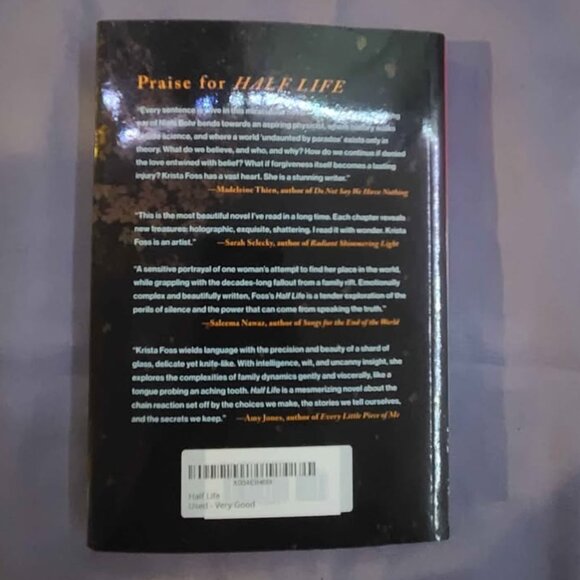 Praise for HALF LIFE
"Every sentence is alive in this
ear of Niels Bohr bends towards an aspiring physicist,
science, and where a world 'undaunted by paradox' exists only in
theory. What do we believe, and who, and why? How do we continue if denied
the love entwined with belief? What if forgiveness itself becomes a lasting
injury? Krista Foss has a vast heart. She is a stunning writer."
—Madeleine Thien, author of Do Not Say We Have Nothing
"This is the most beautiful novel I've read in a long time. Each chapter reveals
new treasures: holographic, exquisite, shattering. I read it with wonder. Krista
Foss is an artist." —Sarah Selecky, author of Radiant Shimmering Light
"A sensitive portrayal of one woman's attempt to find her place in the world,
while grappling with the decades-long fallout from a family rift. Emotionally
complex and beautifully written, Foss's Half Life is a tender exploration of the
perils of silence and the power that can come from speaking the truth."
—Saleema Nawaz, author of Songs for the End of the World
"Krista Foss wields language with the precision and beauty of a shard of
glass, delicate yet knife-like. With intelligence, wit, and uncanny insight, she
explores the complexities of family dynamics gently and viscerally, like a
tongue probing an aching tooth. Half Life is a mesmerizing novel about the
chain reaction set off by the choices we make, the stories we tell ourselves,
and the secrets we keep." —Amy Jones, author of Every Little Piece of Me
Half Life
Used - Very Good